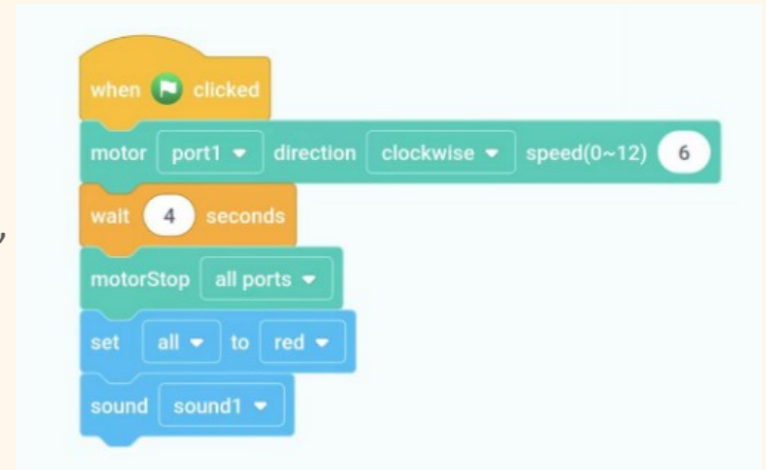 when clicked
motor port1 direction clockwise speed(0~12) 6
wait 4 seconds
motorStop all ports
set all to red
sound sound1